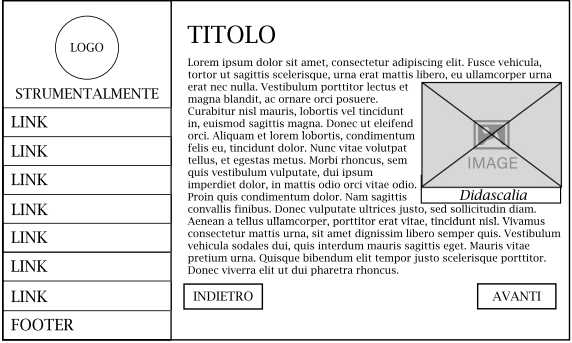 LOGO
STRUMENTALMENTE
LINK
LINK
LINK
LINK
LINK
LINK
LINK
FOOTER
TITOLO
Lorem ipsum dolor sit amet, consectetur adipiscing elit. Fusce vehicula,
tortor ut sagittis scelerisque, urna erat mattis libero, eu ullamcorper urna
erat nec nulla. Vestibulum porttitor lectus et
magna blandit, ac ornare orci posuere.
Curabitur nisl mauris, lobortis vel tincidunt
in, euismod sagittis magna. Donec ut eleifend
orci. Aliquam et lorem lobortis, condimentum
felis eu, tincidunt dolor. Nunc vitae volutpat
tellus, et egestas metus. Morbi rhoncus, sem
quis vestibulum vulputate, dui ipsum
imperdiet dolor, in mattis odio orci vitae odio.
Proin quis condimentum dolor. Nam sagittis
IMAGE
Didascalia
convallis finibus. Donec vulputate ultrices justo, sed sollicitudin diam.
Aenean a tellus ullamcorper, porttitor erat vitae, tincidunt nisl. Vivamus
consectetur mattis urna, sit amet dignissim libero semper quis. Vestibulum
vehicula sodales dui, quis interdum mauris sagittis eget. Mauris vitae
pretium urna. Quisque bibendum elit tempor justo scelerisque porttitor.
Donec viverra elit ut dui pharetra rhoncus.
INDIETRO
AVANTI